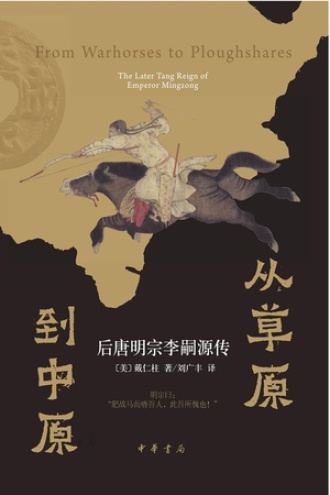 From Warhorses to Ploughshares
The Later Tang Reign of
Emperor Mingzong
从草原
到中原
后唐明宗李嗣源传
〔美〕戴仁柱 著/刘广丰 译
明宗曰:
“肥战马而瘠吾人,此吾所愧也!”
中华书局